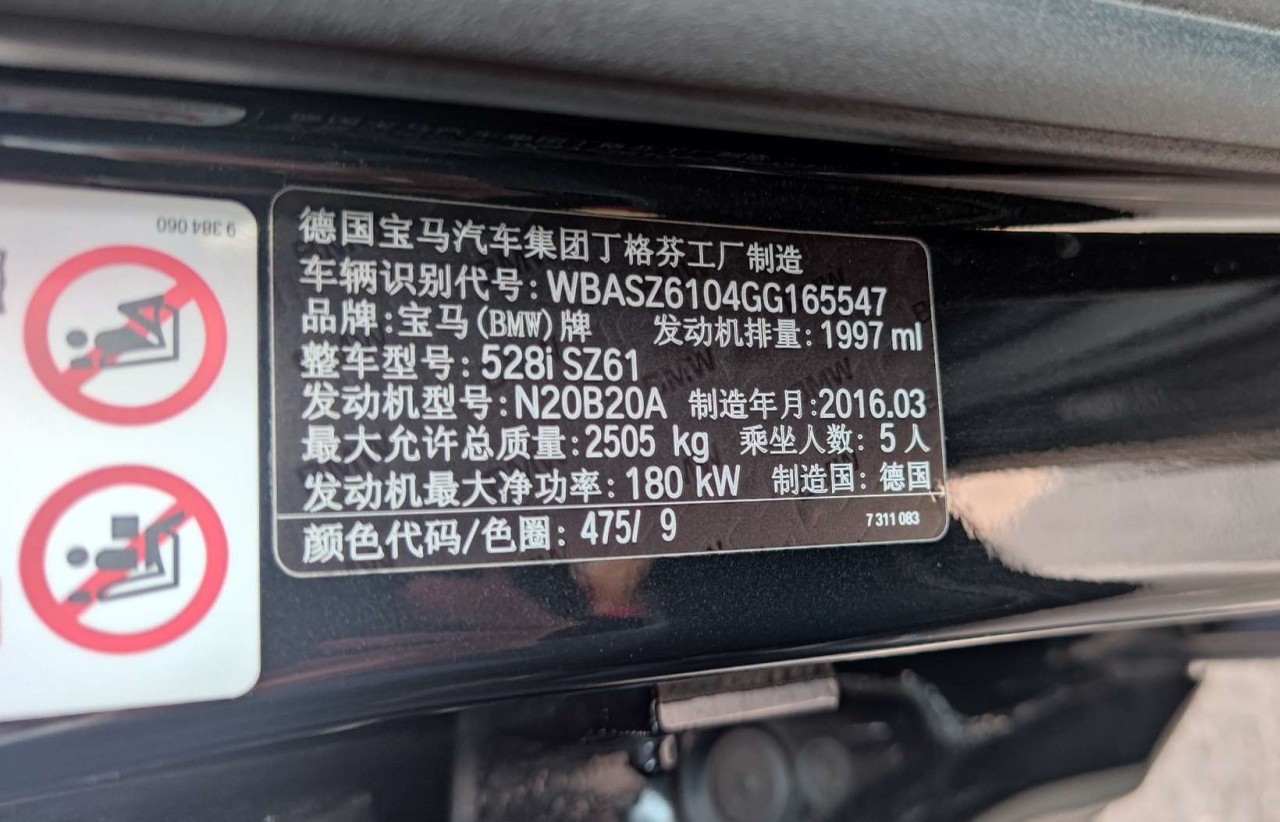 9 384 060
德国宝马汽车集团丁格芬工厂制造
车辆识别代号:WBASZ6104GG165547
品牌:宝马(BMW)牌 发动机排量:1997 ml
整车型号:528i SZ61
发动机型号:N20B20A 制造年月:2016.03
最大允许总质量:2505 kg 乘坐人数:5人
发动机最大净功率:180 kW 制造国:德国
颜色代码/色圈:475/ 9 7 311 083